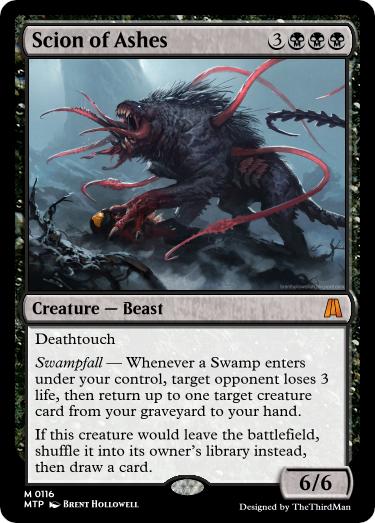 Scion of Ashes 3
Creature — Beast
Deathtouch
Swampfall — Whenever a Swamp enters
under your control, target opponent loses 3
life, then return up to one target creature
card from your graveyard to your hand.
If this creature would leave the battlefield,
shuffle it into its owner's library instead,
then draw a card.
6/6
M 0116
MTP Brent Hollowell
Designed by TheThirdMan